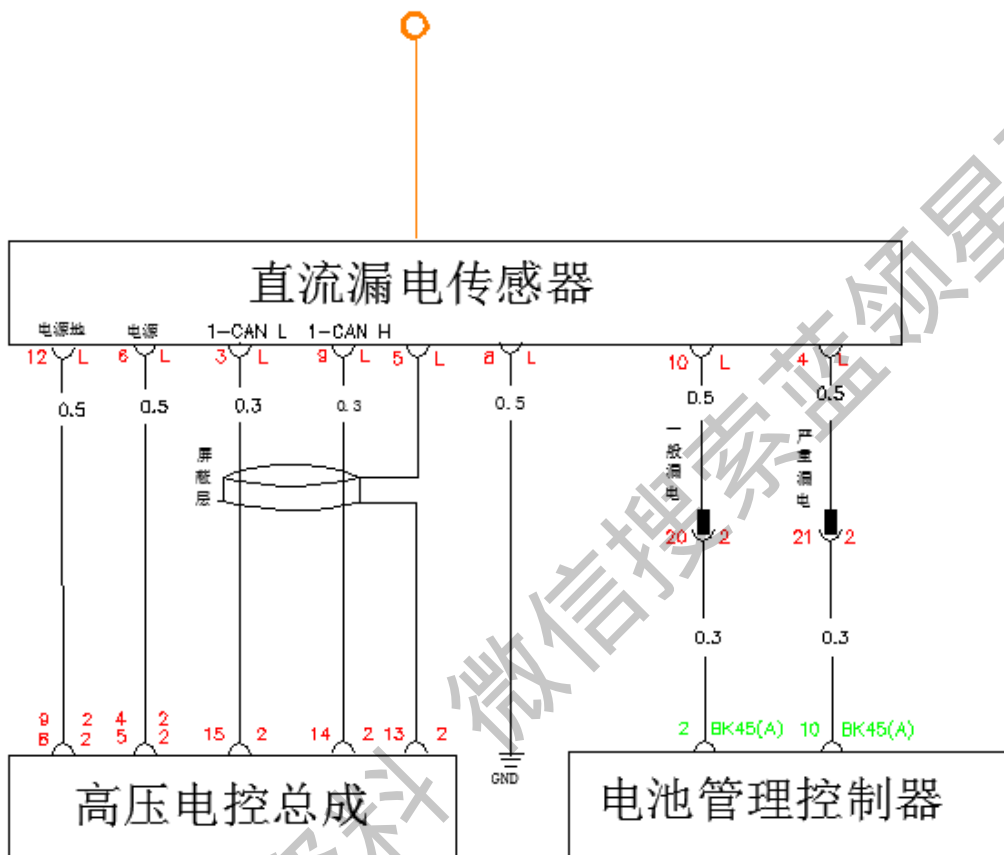 直流漏电传感器
电源地 电源 1-CAN L 1-CAN H
12 L 6 L 3 L 9 L 5 L 8 L 10 L 4 L
0.5 0.5 0.3 0.3 0.5 0.5 0.5
屏蔽层
一般漏电
严重漏电
20 2 21 2
0.3 0.3
9 2 4 2
8 2 5 2 15 2 14 2 13 2
2 BK45(A) 10 BK45(A)
GND
高压电控总成
电池管理控制器
微信搜索蓝领星